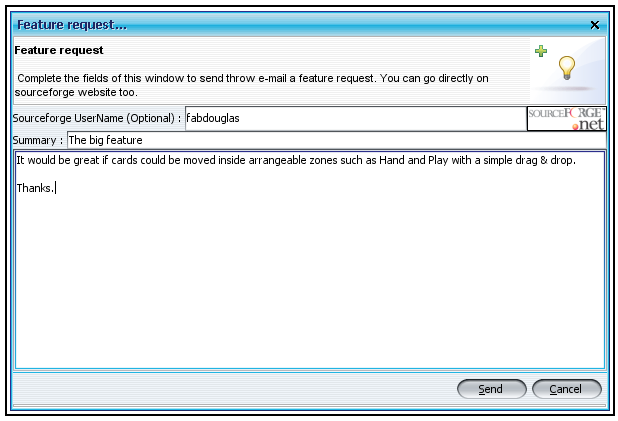 Feature request...
Feature request
Complete the fields of this window to send throw e-mail a feature request. You can go directly on
sourceforge website too.
Sourceforge UserName (Optional) : fabdouglas
SOURCEFORGE
.net
Summary : The big feature
It would be great if cards could be moved inside arrangeable zones such as Hand and Play with a simple drag & drop.
Thanks.
Send Cancel